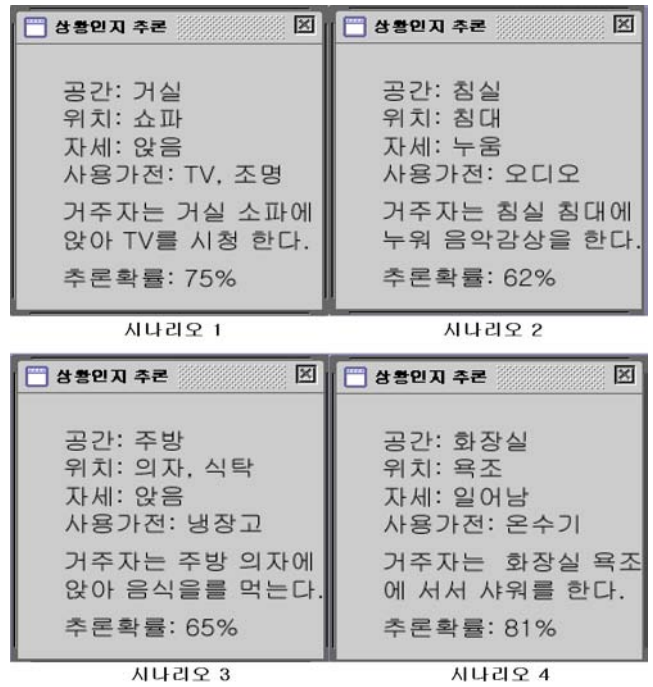 상황인지 추론
공간: 거실
위치: 쇼파
자세: 앉음
사용가전: TV, 조명
거주자는 거실 소파에
앉아 TV를 시청 한다.
추론확률: 75%
시나리오 1
상황인지 추론
공간: 침실
위치: 침대
자세: 누움
사용가전: 오디오
거주자는 침실 침대에
누워 음악감상을 한다.
추론확률: 62%
시나리오 2
상황인지 추론
공간: 주방
위치: 의자, 식탁
자세: 앉음
사용가전: 냉장고
거주자는 주방 의자에
앉아 음식을를 먹는다.
추론확률: 65%
시나리오 3
상황인지 추론
공간: 화장실
위치: 욕조
자세: 일어남
사용가전: 온수기
거주자는 화장실 욕조
에 서서 샤워를 한다.
추론확률: 81%
시나리오 4